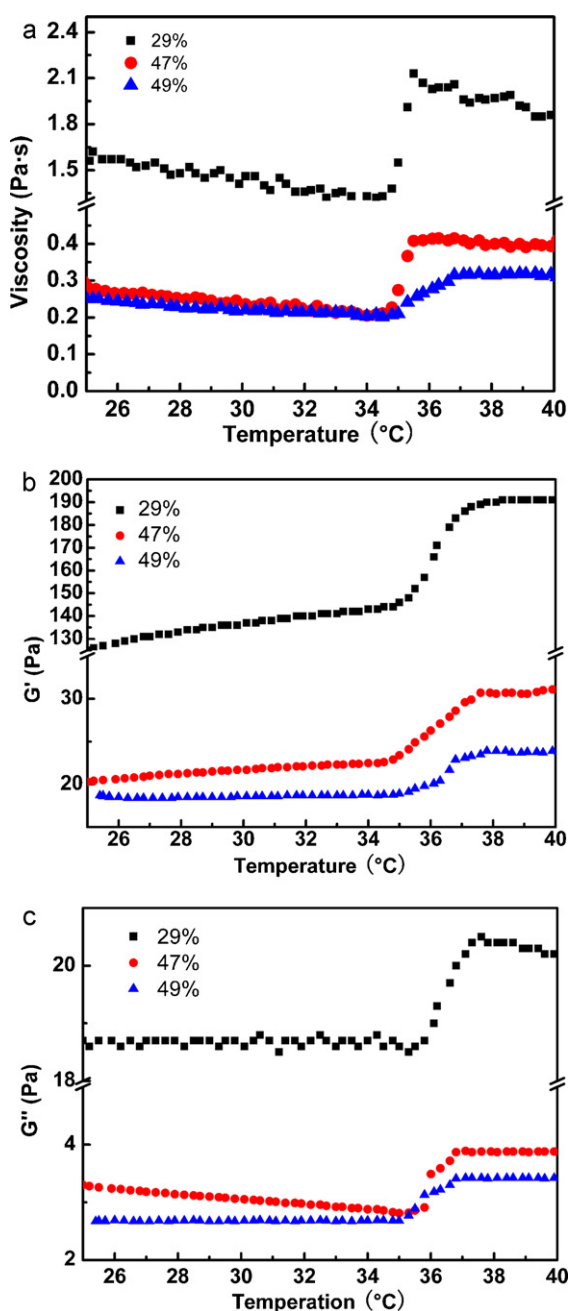 a
2.4
2.1
1.8
1.5
0.4
0.3
0.2
0.1
0.0
Viscosity (Pa·s)
29%
47%
49%
26 28 30 32 34 36 38 40
Temperature (°C)
b
200
190
180
170
160
150
140
130
30
20
G' (Pa)
29%
47%
49%
26 28 30 32 34 36 38 40
Temperature (°C)
c
20
18
4
2
G'' (Pa)
29%
47%
49%
26 28 30 32 34 36 38 40
Temperation (°C)